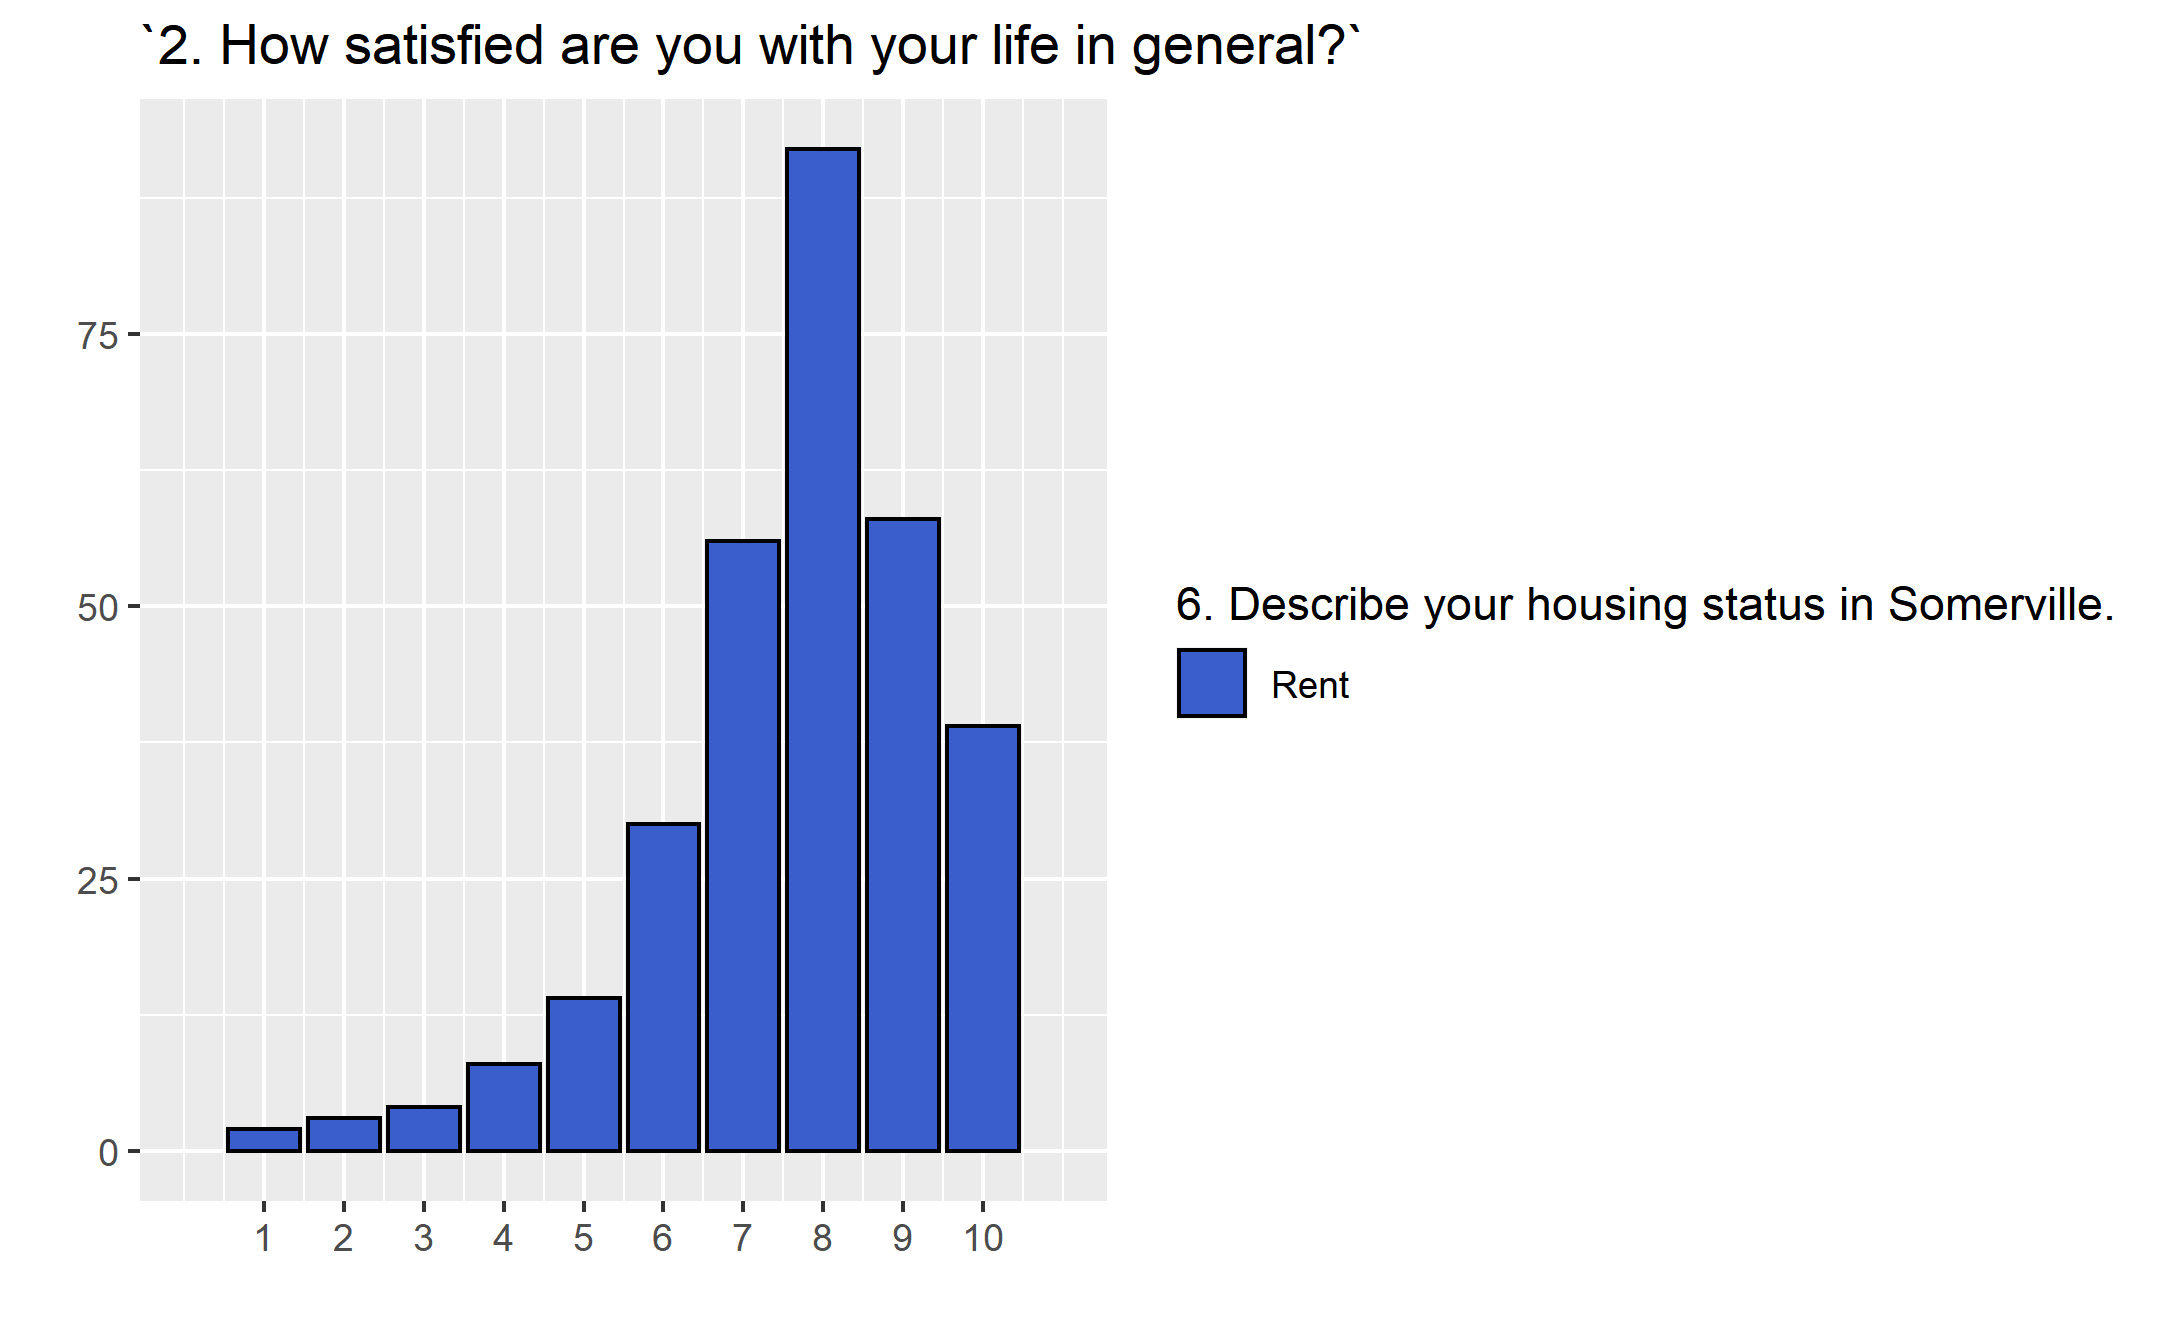 `2. How satisfied are you with your life in general?`
75
50
25
0
1 2 3 4 5 6 7 8 9 10
6. Describe your housing status in Somerville.
Rent